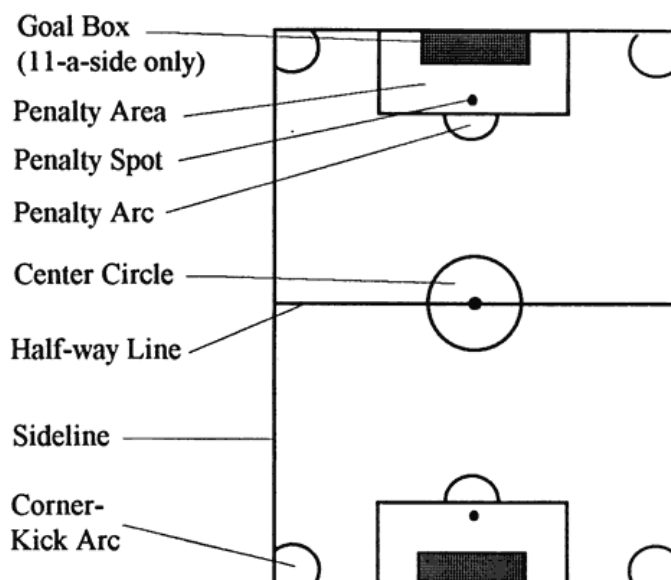 Goal Box
(11-a-side only)
Penalty Area
Penalty Spot
Penalty Arc
Center Circle
Half-way Line
Sideline
Corner-
Kick Arc